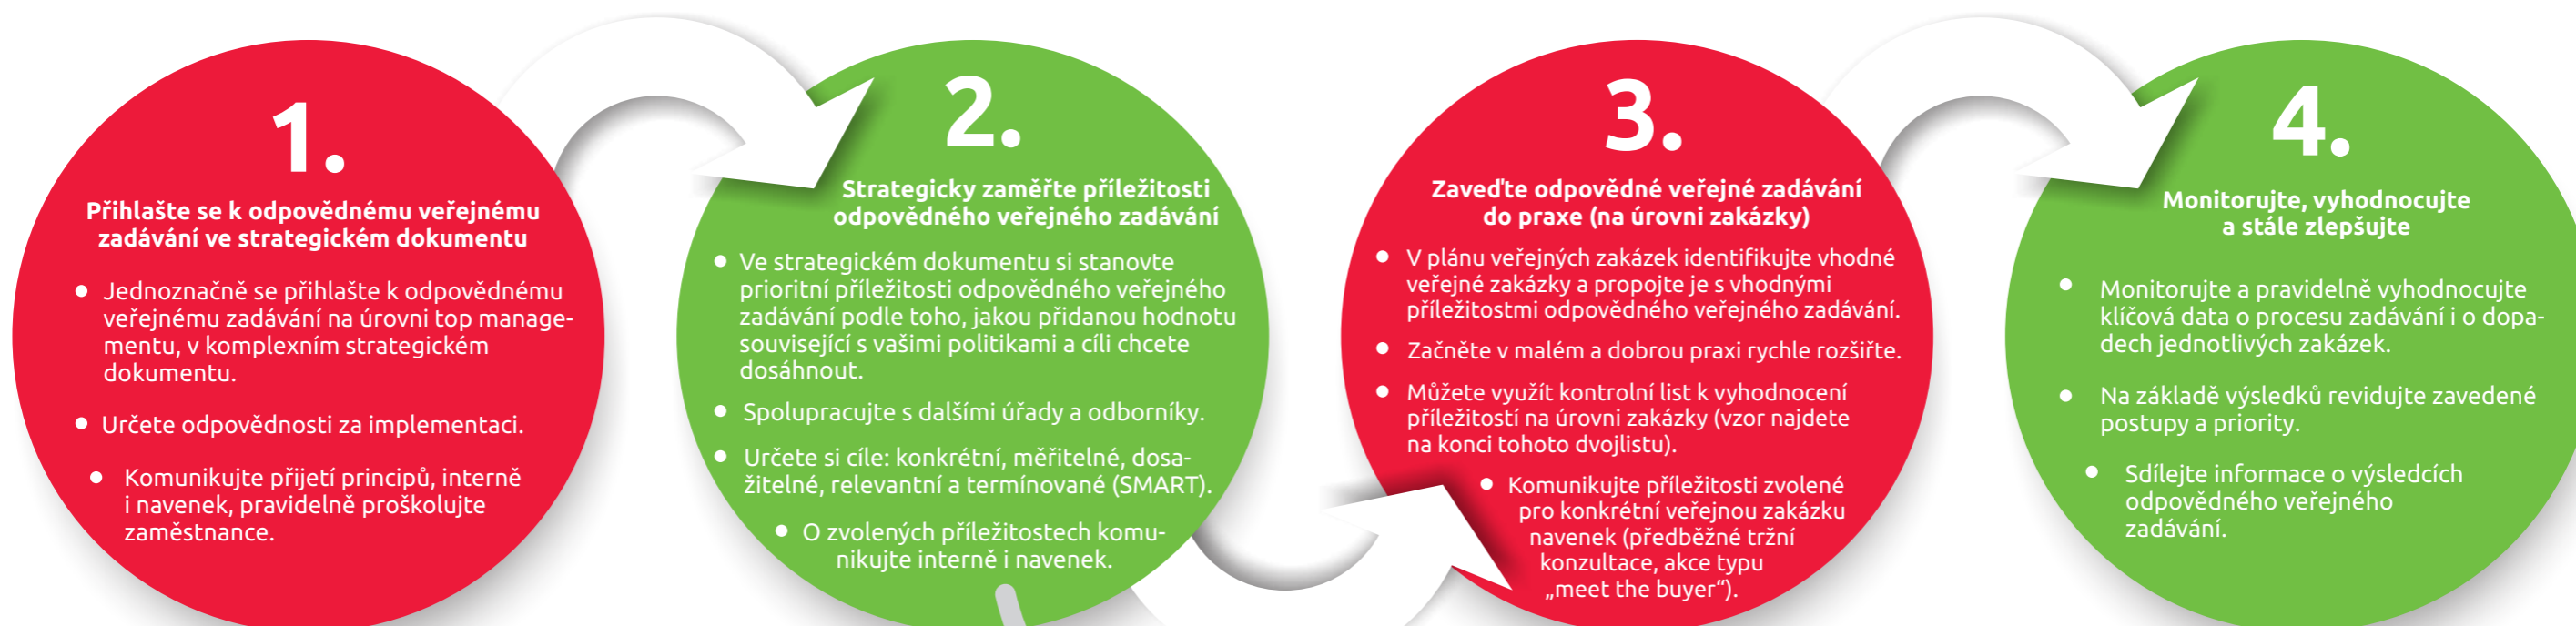 1.
Přihlašte se k odpovědnému veřejnému
zadávání ve strategickém dokumentu
• Jednoznačně se přihlašte k odpovědnému
veřejnému zadávání na úrovni top manage-
mentu, v komplexním strategickém
dokumentu.
• Určete odpovědnosti za implementaci.
• Komunikujte přijetí principů, interně
i navenek, pravidelně proškolujte
zaměstnance.
2.
Strategicky zaměřte příležitosti
odpovědného veřejného zadávání
• Ve strategickém dokumentu si stanovte
prioritní příležitosti odpovědného veřejného
zadávání podle toho, jakou přidanou hodnotu
související s vašimi politikami a cíli chcete
dosáhnout.
• Spolupracujte s dalšími úřady a odborníky.
• Určete si cíle: konkrétní, měřitelné, dosa-
žitelné, relevantní a termínované (SMART).
• O zvolených příležitostech komu-
nikujte interně i navenek.
3.
Zaveďte odpovědné veřejné zadávání
do praxe (na úrovni zakázky)
• V plánu veřejných zakázek identifikujte vhodné
veřejné zakázky a propojte je s vhodnými
příležitostmi odpovědného veřejného zadávání.
• Začněte v malém a dobrou praxi rychle rozšiřte.
• Můžete využít kontrolní list k vyhodnocení
příležitostí na úrovni zakázky (vzor najdete
na konci tohoto dvojlistu).
• Komunikujte příležitosti zvolené
pro konkrétní veřejnou zakázku
navenek (předběžné tržní
konzultace, akce typu
„meet the buyer“).
4.
Monitorujte, vyhodnocujte
a stále zlepšujte
• Monitorujte a pravidelně vyhodnocujte
klíčová data o procesu zadávání i o dopa-
dech jednotlivých zakázek.
• Na základě výsledků revidujte zavedené
postupy a priority.
• Sdílejte informace o výsledcích
odpovědného veřejného
zadávání.